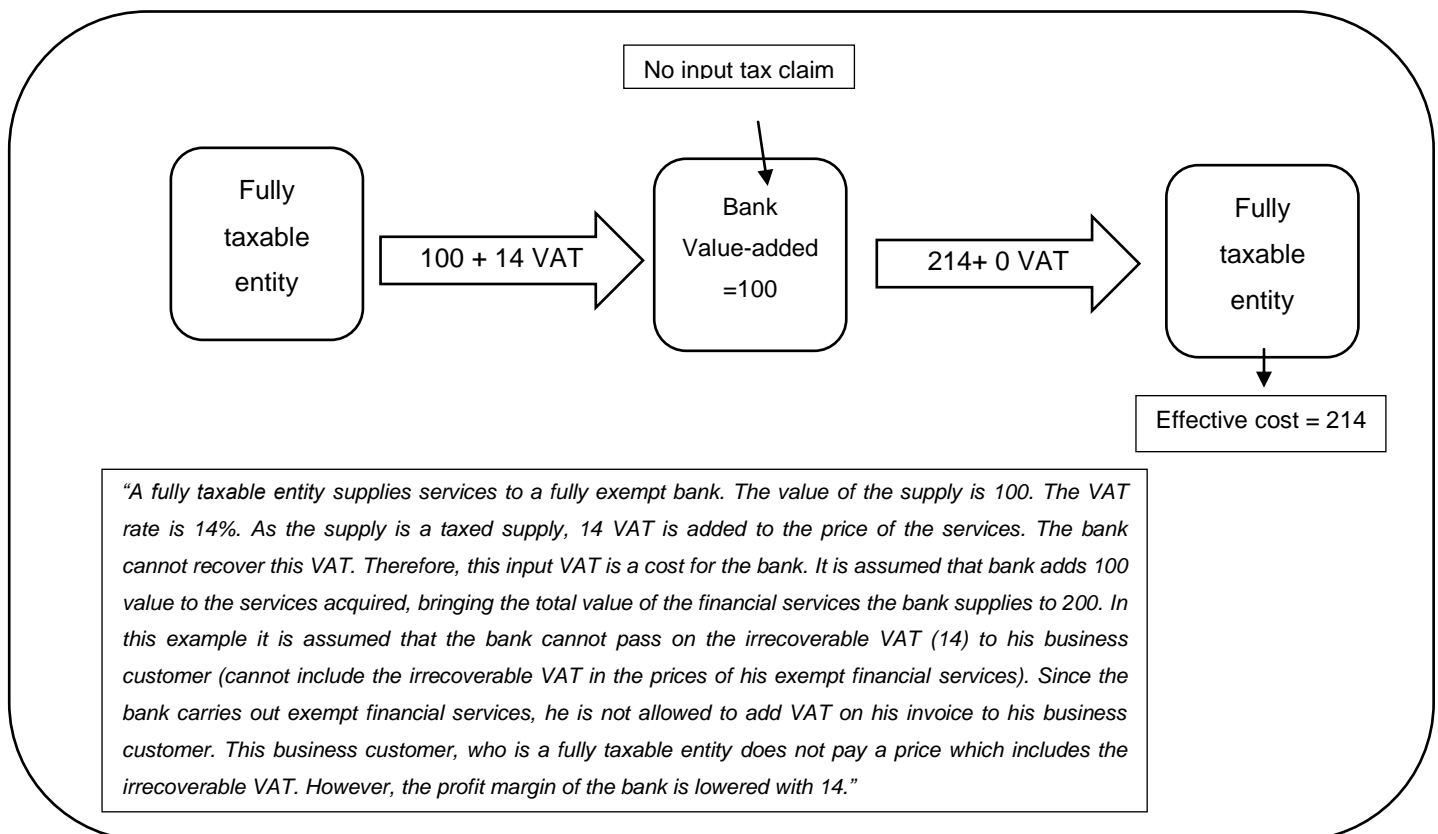 No input tax claim
Fully
taxable
entity
100 + 14 VAT
Bank
Value-added
=100
214+ 0 VAT
Fully
taxable
entity
Effective cost = 214
“A fully taxable entity supplies services to a fully exempt bank. The value of the supply is 100. The VAT
rate is 14%. As the supply is a taxed supply, 14 VAT is added to the price of the services. The bank
cannot recover this VAT. Therefore, this input VAT is a cost for the bank. It is assumed that bank adds 100
value to the services acquired, bringing the total value of the financial services the bank supplies to 200. In
this example it is assumed that the bank cannot pass on the irrecoverable VAT (14) to his business
customer (cannot include the irrecoverable VAT in the prices of his exempt financial services). Since the
bank carries out exempt financial services, he is not allowed to add VAT on his invoice to his business
customer. This business customer, who is a fully taxable entity does not pay a price which includes the
irrecoverable VAT. However, the profit margin of the bank is lowered with 14.”